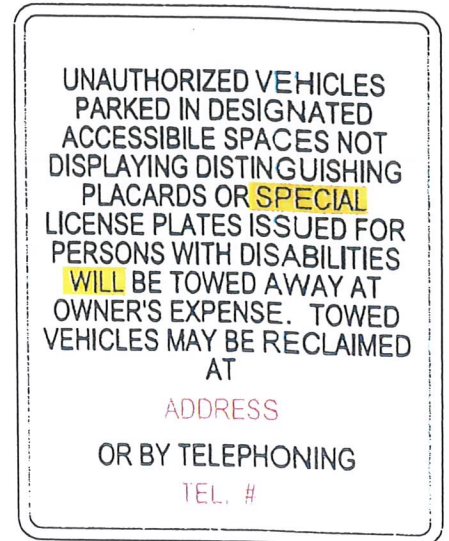 UNAUTHORIZED VEHICLES
PARKED IN DESIGNATED
ACCESSIBILE SPACES NOT
DISPLAYING DISTINGUISHING
PLACARDS OR SPECIAL
LICENSE PLATES ISSUED FOR
PERSONS WITH DISABILITIES
WILL BE TOWED AWAY AT
OWNER'S EXPENSE. TOWED
VEHICLES MAY BE RECLAIMED
AT
ADDRESS
OR BY TELEPHONING
TEL. #